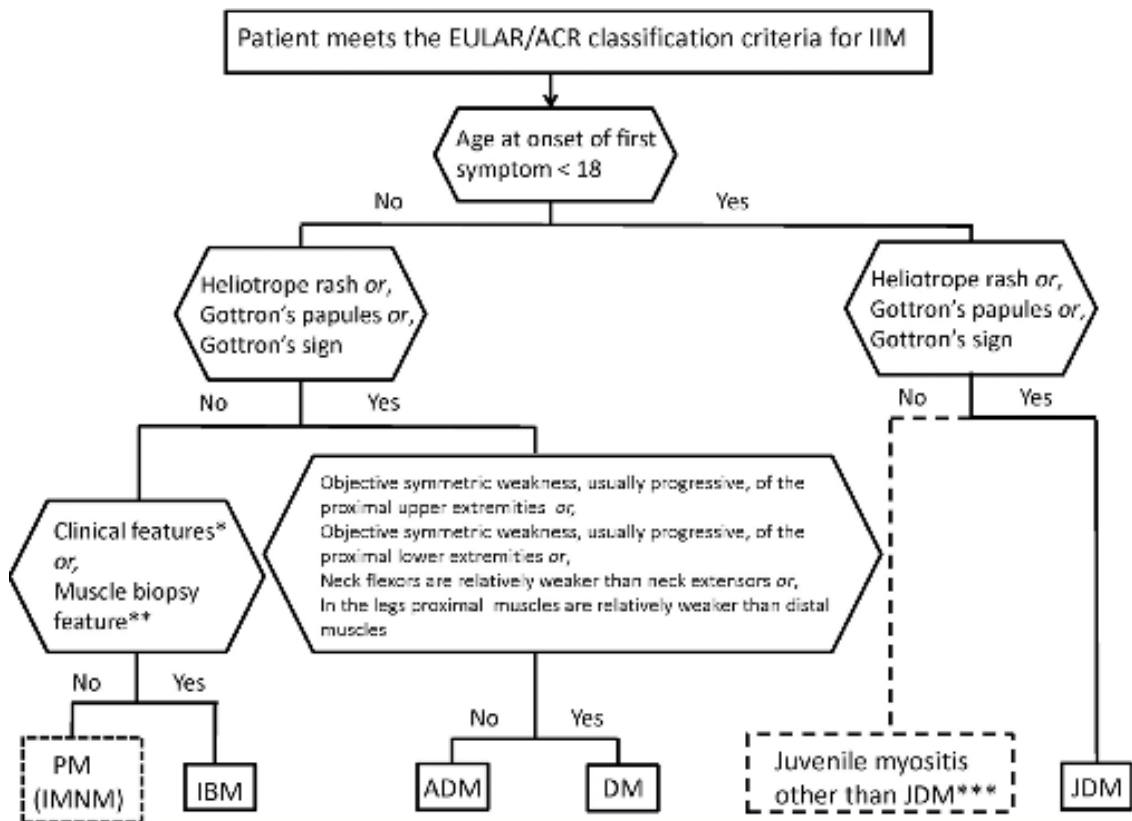 Patient meets the EULAR/ACR classification criteria for IIM
Age at onset of first
symptom < 18
No
Yes
Heliotrope rash or,
Gottron's papules or,
Gottron's sign
Heliotrope rash or,
Gottron's papules or,
Gottron's sign
No
Yes
No
Yes
Clinical features*
or,
Muscle biopsy
feature**
Objective symmetric weakness, usually progressive, of the
proximal upper extremities or,
Objective symmetric weakness, usually progressive, of the
proximal lower extremities or,
Neck flexors are relatively weaker than neck extensors or,
In the legs proximal muscles are relatively weaker than distal
muscles
No
Yes
No
Yes
PM
(IMNM)
IBM
ADM
DM
Juvenile myositis
other than JDM***
JDM